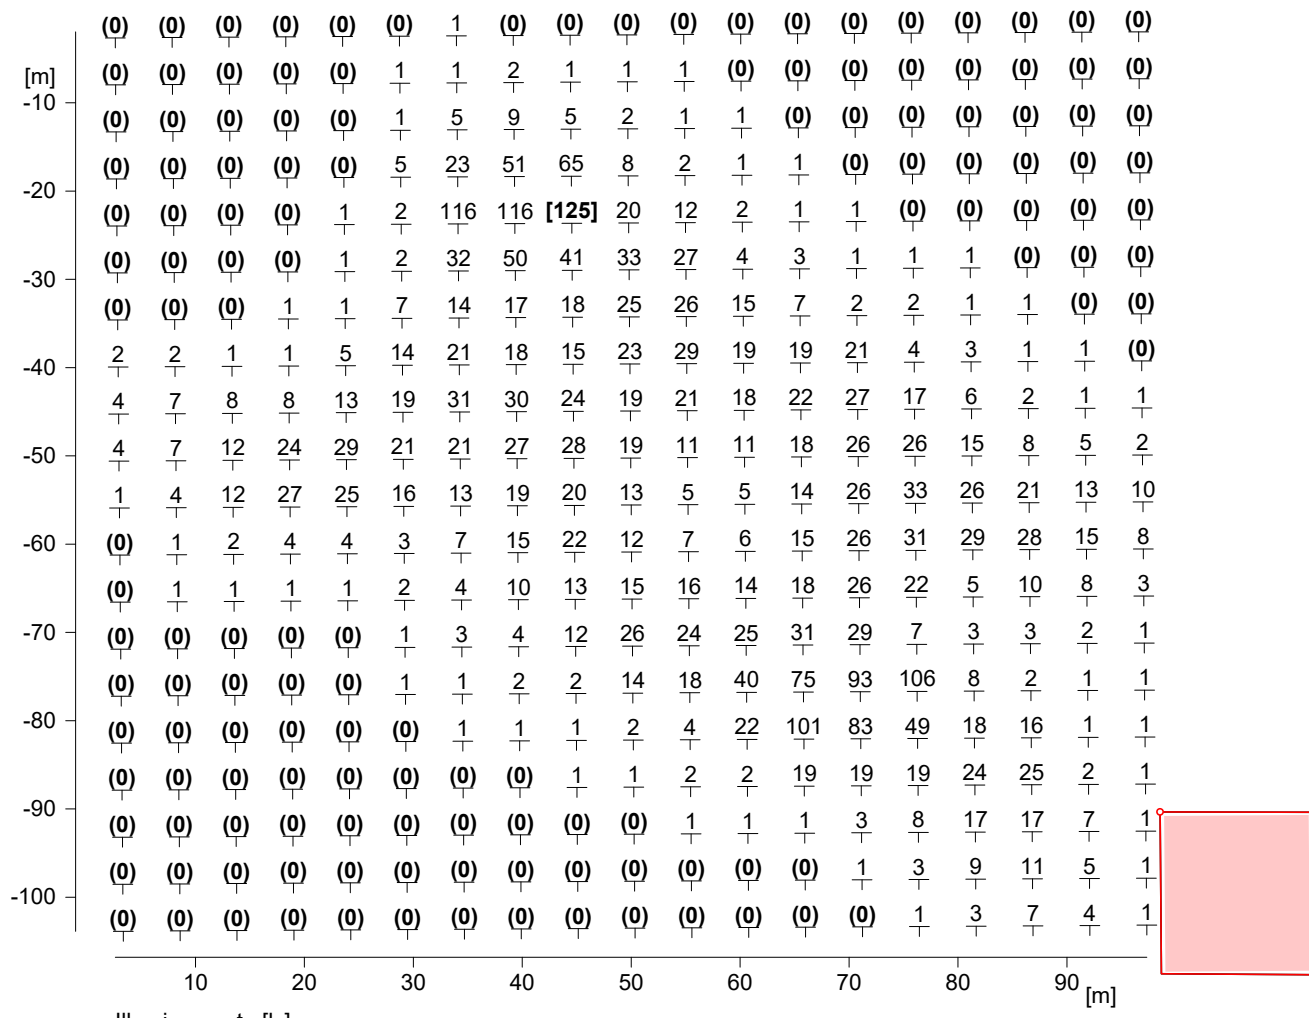 (0) (0) (0) (0) (0) (0) 1 (0) (0) (0) (0) (0) (0) (0) (0) (0) (0) (0) (0)
[m] (0) (0) (0) (0) (0) 1 1 2 1 1 1 (0) (0) (0) (0) (0) (0) (0) (0)
-10
(0) (0) (0) (0) (0) 1 5 9 5 2 1 1 (0) (0) (0) (0) (0) (0) (0)
(0) (0) (0) (0) (0) 5 23 51 65 8 2 1 1 (0) (0) (0) (0) (0) (0)
-20
(0) (0) (0) (0) 1 2 116 116 [125] 20 12 2 1 1 (0) (0) (0) (0) (0)
(0) (0) (0) (0) 1 2 32 50 41 33 27 4 3 1 1 1 (0) (0) (0)
-30
(0) (0) (0) 1 1 7 14 17 18 25 26 15 7 2 2 1 1 (0) (0)
2 2 1 1 5 14 21 18 15 23 29 19 19 21 4 3 1 1 (0)
-40
4 7 8 8 13 19 31 30 24 19 21 18 22 27 17 6 2 1 1
4 7 12 24 29 21 21 27 28 19 11 11 18 26 26 15 8 5 2
-50
1 4 12 27 25 16 13 19 20 13 5 5 14 26 33 26 21 13 10
-60 (0) 1 2 4 4 3 7 15 22 12 7 6 15 26 31 29 28 15 8
(0) 1 1 1 1 2 4 10 13 15 16 14 18 26 22 5 10 8 3
-70 (0) (0) (0) (0) (0) 1 3 4 12 26 24 25 31 29 7 3 3 2 1
(0) (0) (0) (0) (0) 1 1 2 2 14 18 40 75 93 106 8 2 1 1
-80 (0) (0) (0) (0) (0) (0) 1 1 1 2 4 22 101 83 49 18 16 1 1
(0) (0) (0) (0) (0) (0) (0) (0) 1 1 2 2 19 19 19 24 25 2 1
-90
(0) (0) (0) (0) (0) (0) (0) (0) (0) (0) 1 1 1 3 8 17 17 7 1
(0) (0) (0) (0) (0) (0) (0) (0) (0) (0) (0) (0) (0) 1 3 9 11 5 1
-100
(0) (0) (0) (0) (0) (0) (0) (0) (0) (0) (0) (0) (0) (0) 1 3 7 4 1
10 20 30 40 50 60 70 80 90 [m]